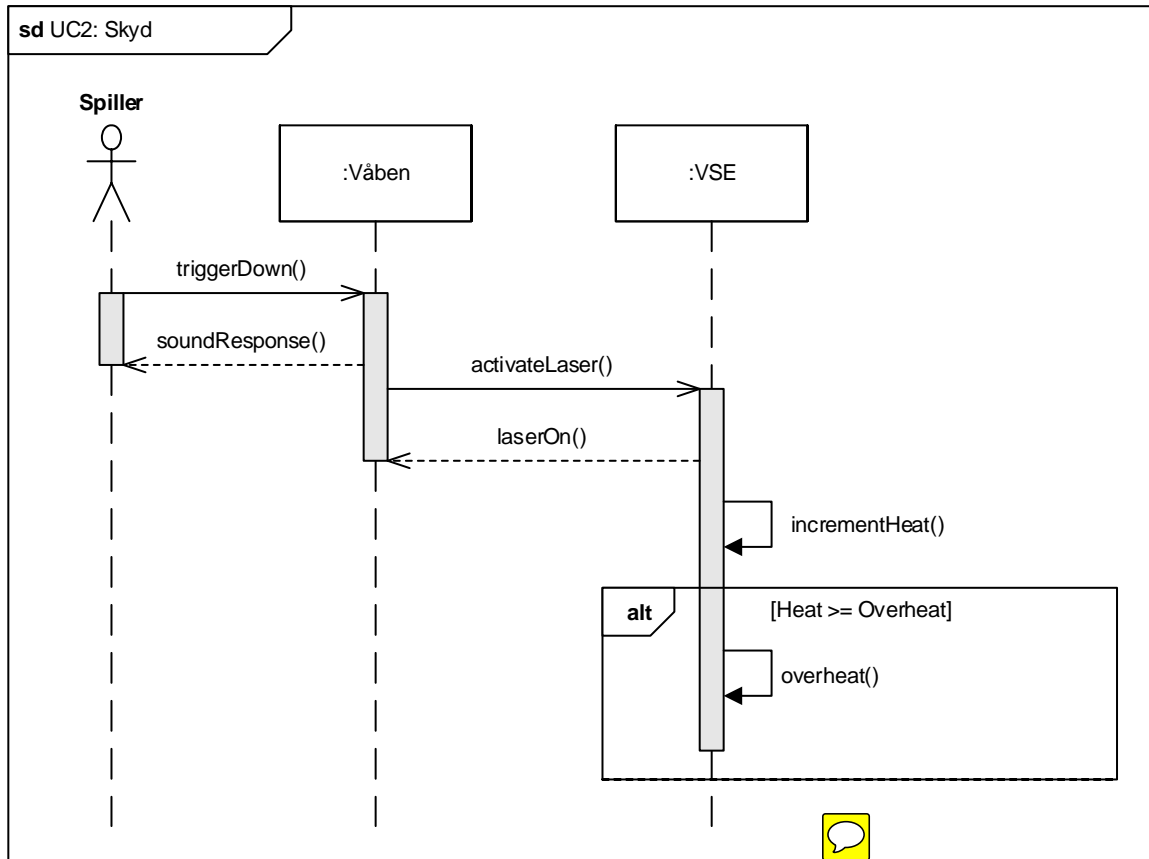 sd UC2: Skyd
Spiller
:Våben
:VSE
triggerDown()
soundResponse()
activateLaser()
laserOn()
incrementHeat()
alt
[Heat >= Overheat]
overheat()